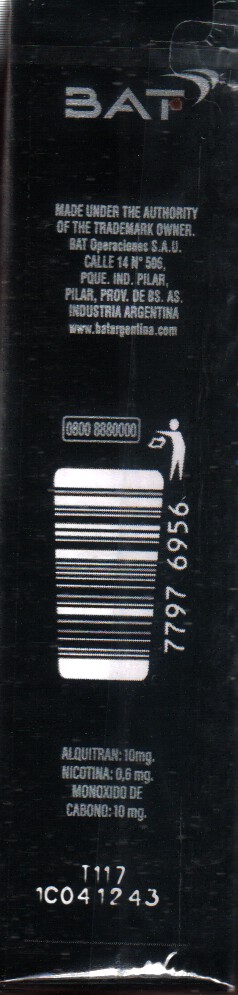 BAT
MADE UNDER THE AUTHORITY
OF THE TRADEMARK OWNER.
BAT Operaciones S.A.U.
CALLE 14 N° 506,
PQUE. IND. PILAR,
PILAR, PROV. DE BS. AS.
INDUSTRIA ARGENTINA
www.batargentina.com
0800 8880000
7797 6956
ALQUITRAN: 10mg.
NICOTINA: 0,6 mg.
MONOXIDO DE
CABONO: 10 mg.
T117
1C041243